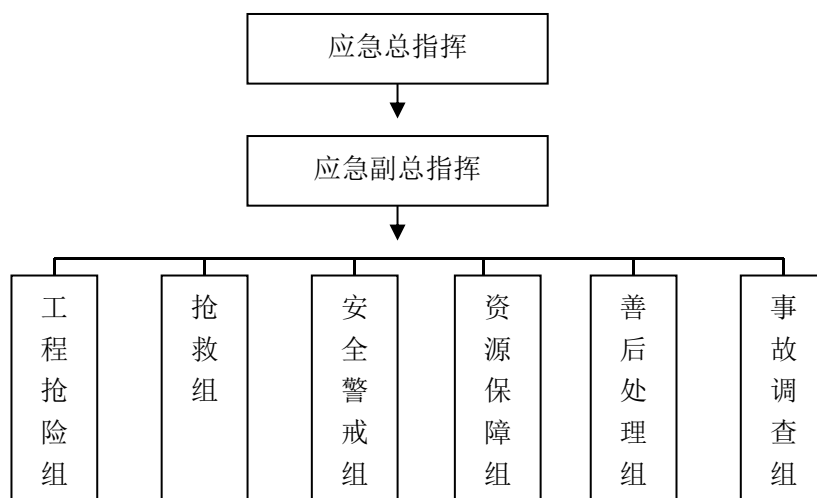 应急总指挥
应急副总指挥
工程抢险组
抢救组
安全警戒组
资源保障组
善后处理组
事故调查组